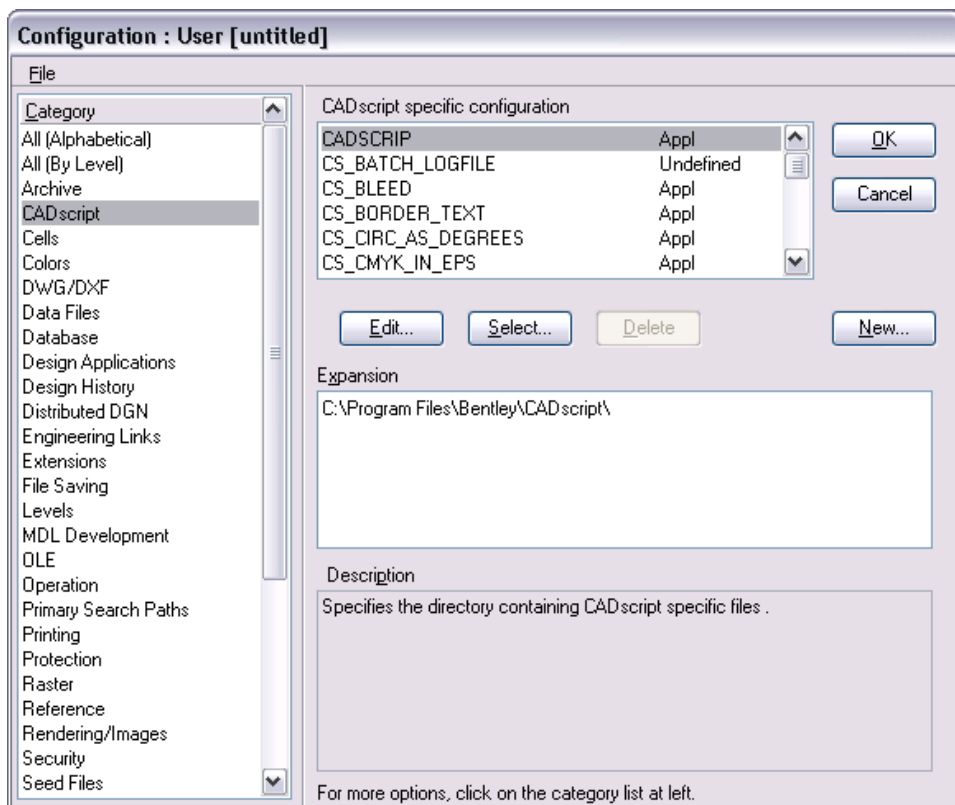 Configuration : User [untitled]
File
Category
All (Alphabetical)
All (By Level)
Archive
CADscript
Cells
Colors
DWG/DXF
Data Files
Database
Design Applications
Design History
Distributed DGN
Engineering Links
Extensions
File Saving
Levels
MDL Development
OLE
Operation
Primary Search Paths
Printing
Protection
Raster
Reference
Rendering/Images
Security
Seed Files
CADscript specific configuration
CADSCRIP Appl
CS_BATCH_LOGFILE Undefined
CS_BLEED Appl
CS_BORDER_TEXT Appl
CS_CIRC_AS_DEGREES Appl
CS_CMYK_IN_EPS Appl
OK
Cancel
Edit... Select... Delete New...
Expansion
C:\Program Files\Bentley\CADscript\
Description
Specifies the directory containing CADscript specific files .
For more options, click on the category list at left.